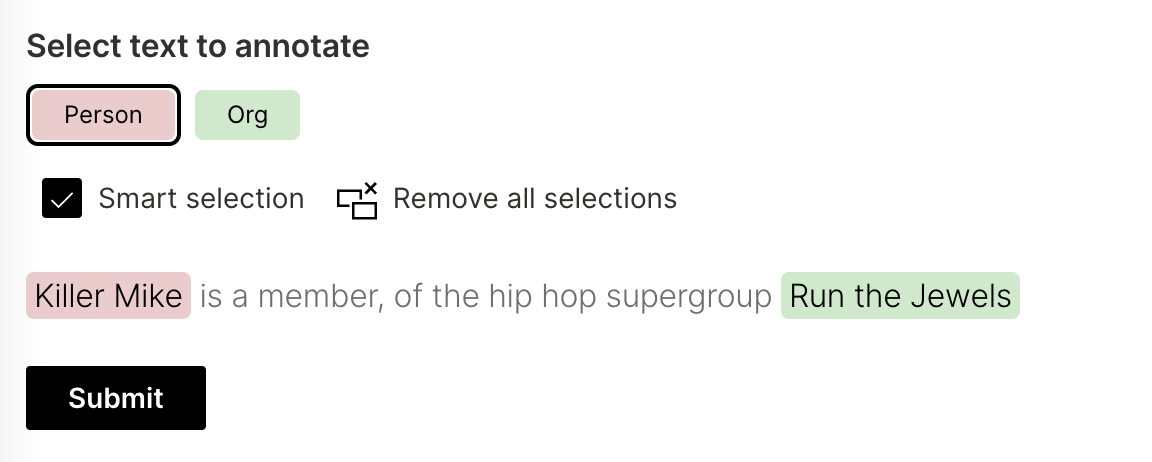 Select text to annotate
Person Org
Smart selection Remove all selections
Killer Mike is a member, of the hip hop supergroup Run the Jewels
Submit